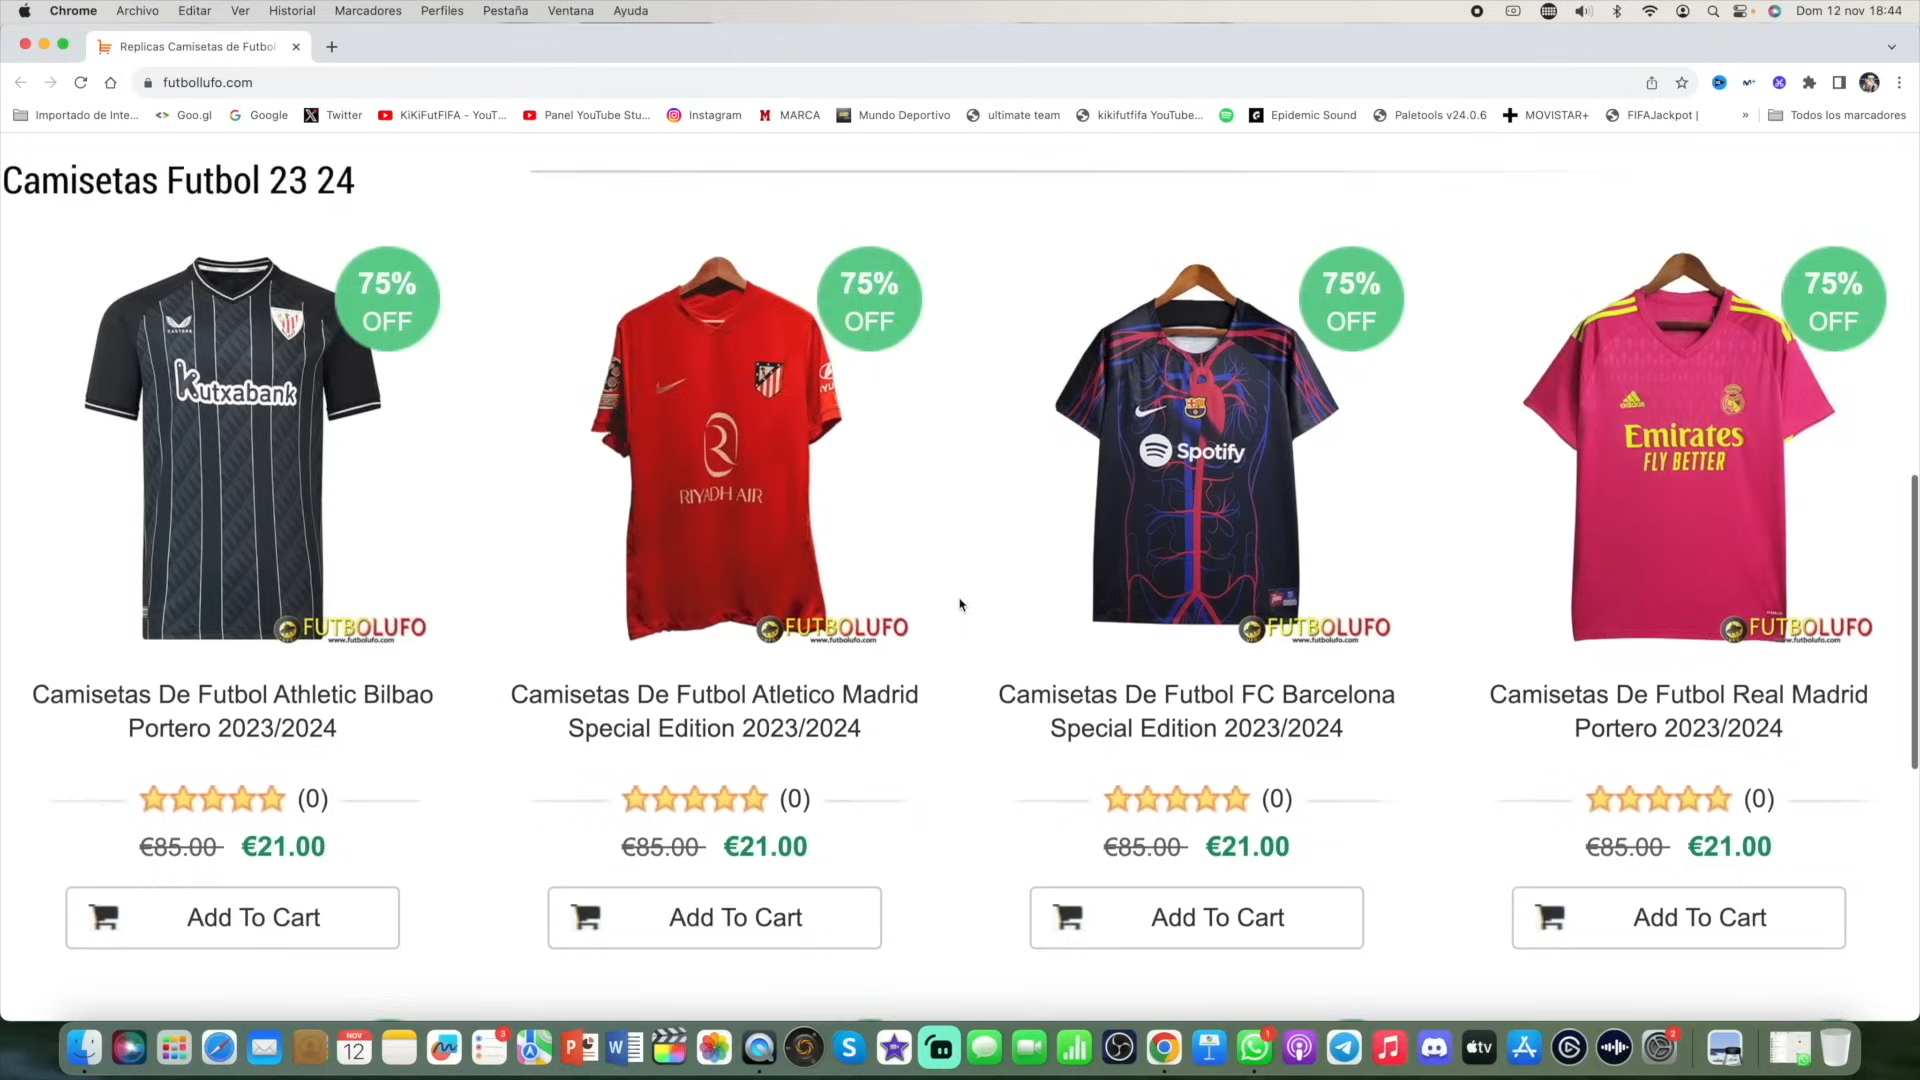 Chrome Archivo Editar Ver Historial Marcadores Perfiles Pestaña Ventana Ayuda
Dom 12 nov 18:44
Replicas Camisetas de Futbol
futbollufo.com
Importado de Inte... Goo.gl Google Twitter KiKiFutFIFA - YouT... Panel YouTube Stu... Instagram MARCA Mundo Deportivo ultimate team kikifutfifa YouTube... Epidemic Sound Paletools v24.0.6 MOVISTAR+ FIFAJackpot | » Todos los marcadores
Camisetas Futbol 23 24
75% OFF
75% OFF
75% OFF
75% OFF
CASTORE
Kutxabank
RIYADH AIR
Spotify
adidas
Emirates
FLY BETTER
FUTBOLUFO
www.futbolufo.com
FUTBOLUFO
www.futbolufo.com
FUTBOLUFO
www.futbolufo.com
FUTBOLUFO
www.futbolufo.com
Camisetas De Futbol Athletic Bilbao
Portero 2023/2024
Camisetas De Futbol Atletico Madrid
Special Edition 2023/2024
Camisetas De Futbol FC Barcelona
Special Edition 2023/2024
Camisetas De Futbol Real Madrid
Portero 2023/2024
(0)
(0)
(0)
(0)
€85.00 €21.00
€85.00 €21.00
€85.00 €21.00
€85.00 €21.00
Add To Cart
Add To Cart
Add To Cart
Add To Cart
NOV
12
3
1
tv
2